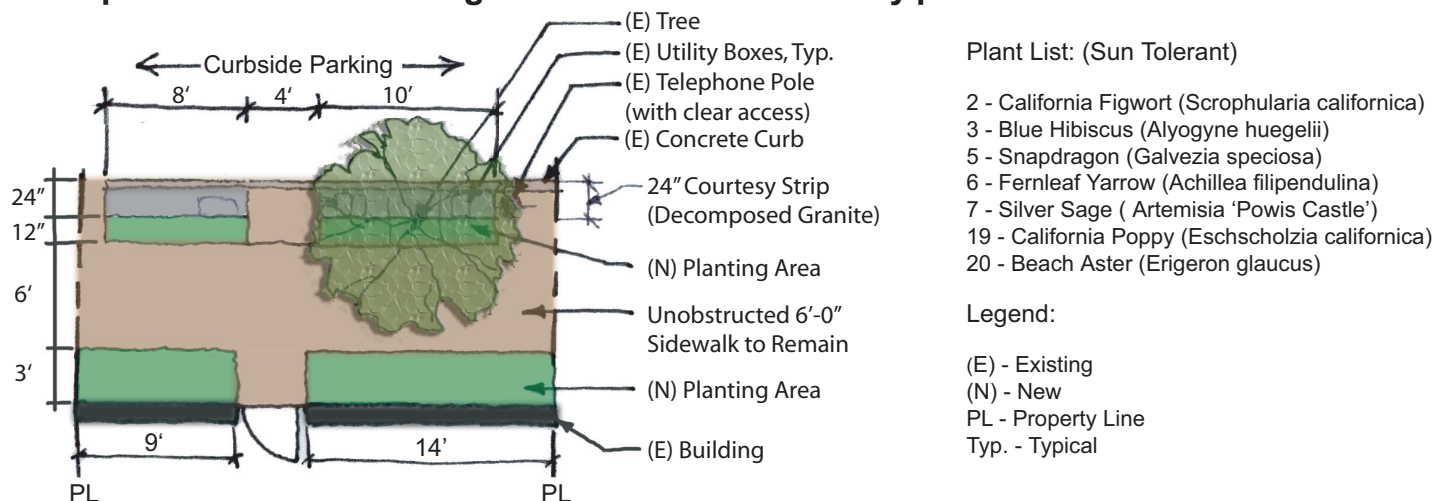 Curbside Parking
8‘
4‘
10‘
24”
12”
6‘
3‘
9‘
14’
PL
PL
(E) Tree
(E) Utility Boxes, Typ.
(E) Telephone Pole
(with clear access)
(E) Concrete Curb
24” Courtesy Strip
(Decomposed Granite)
(N) Planting Area
Unobstructed 6’-0”
Sidewalk to Remain
(N) Planting Area
(E) Building
Plant List: (Sun Tolerant)
2 - California Figwort (Scrophularia californica)
3 - Blue Hibiscus (Alyogyne huegelii)
5 - Snapdragon (Galvezia speciosa)
6 - Fernleaf Yarrow (Achillea filipendulina)
7 - Silver Sage ( Artemisia ‘Powis Castle’)
19 - California Poppy (Eschscholzia californica)
20 - Beach Aster (Erigeron glaucus)
Legend:
(E) - Existing
(N) - New
PL - Property Line
Typ. - Typical